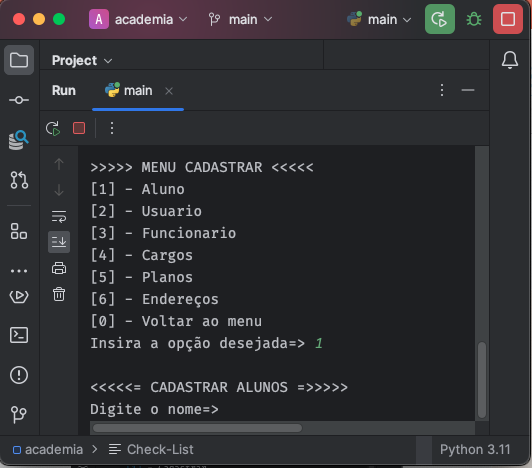 A academia main main
Project
Run main
>>>>> MENU CADASTRAR <<<<<
[1] - Aluno
[2] - Usuario
[3] - Funcionario
[4] - Cargos
[5] - Planos
[6] - Endereços
[0] - Voltar ao menu
Insira a opção desejada=> 1
<<<<<= CADASTRAR ALUNOS =>>>>>
Digite o nome=>
academia > Check-List Python 3.11